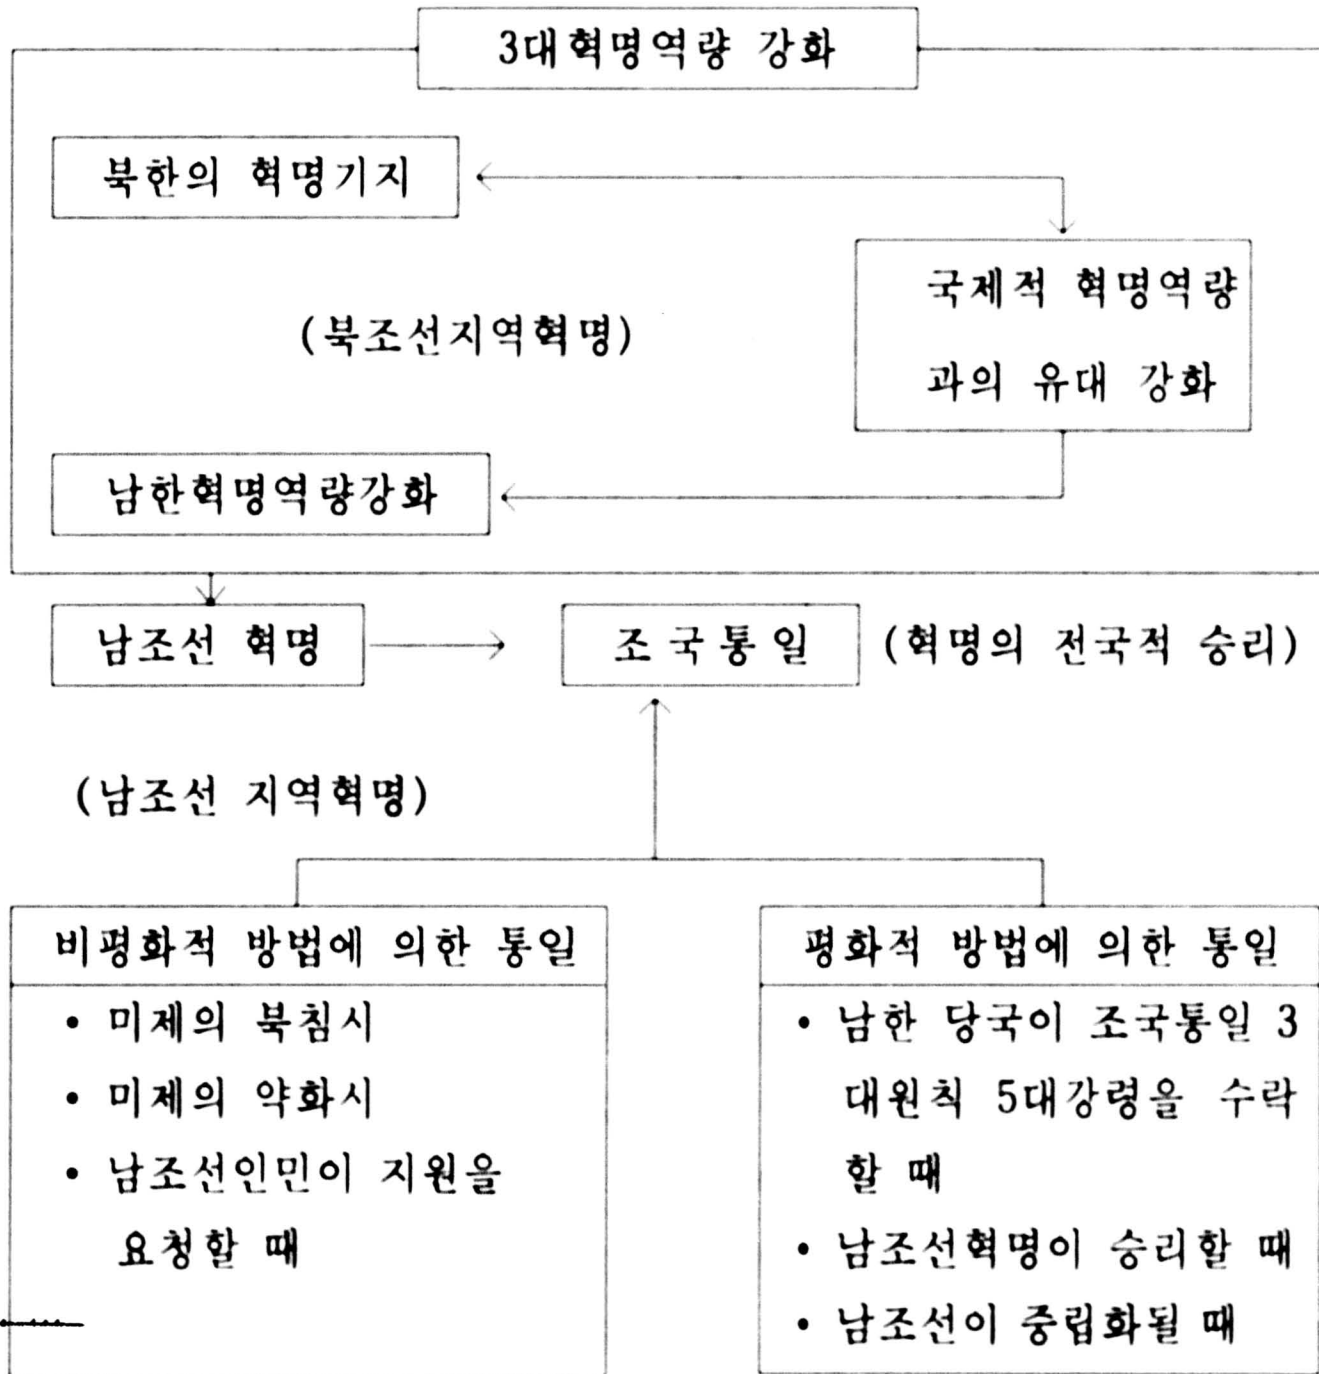 3대혁명역량 강화
북한의 혁명기지
국제적 혁명역량
과의 유대 강화
(북조선지역혁명)
남한혁명역량강화
남조선 혁명
조국통일
(혁명의 전국적 승리)
(남조선 지역혁명)
비평화적 방법에 의한 통일
• 미제의 북침시
• 미제의 약화시
• 남조선인민이 지원을
요청할 때
평화적 방법에 의한 통일
• 남한 당국이 조국통일 3
대원칙 5대강령을 수락
할 때
• 남조선혁명이 승리할 때
• 남조선이 중립화될 때